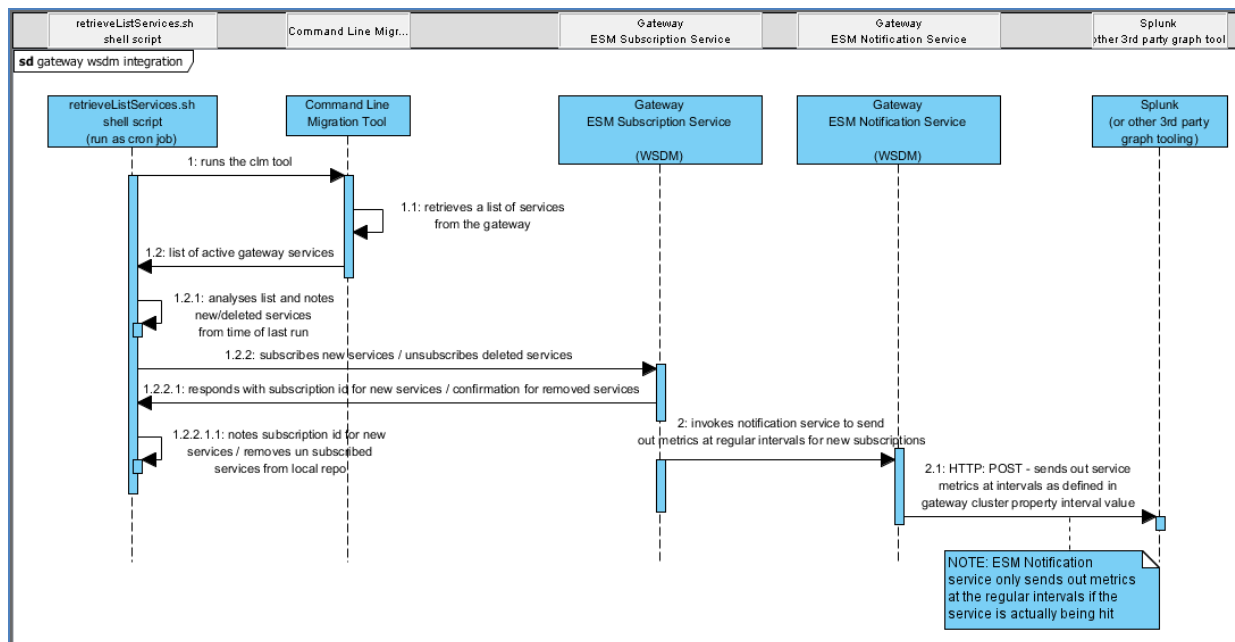 retrieveListServices.sh
shell script
Command Line Migr...
Gateway
ESM Subscription Service
Gateway
ESM Notification Service
Splunk
other 3rd party graph tool
sd gateway wsdm integration
retrieveListServices.sh
shell script
(run as cron job)
Command Line
Migration Tool
Gateway
ESM Subscription Service
(WSDM)
Gateway
ESM Notification Service
(WSDM)
Splunk
(or other 3rd party
graph tooling)
1: runs the clm tool
1.1: retrieves a list of services
from the gateway
1.2: list of active gateway services
1.2.1: analyses list and notes
new/deleted services
from time of last run
1.2.2: subscribes new services / unsubscribes deleted services
1.2.2.1: responds with subscription id for new services / confirmation for removed services
1.2.2.1.1: notes subscription id for new
services / removes un subscribed
services from local repo
2: invokes notification service to send
out metrics at regular intervals for new subscriptions
2.1: HTTP: POST - sends out service
metrics at intervals as defined in
gateway cluster property interval value
NOTE: ESM Notification
service only sends out metrics
at the regular intervals if the
service is actually being hit